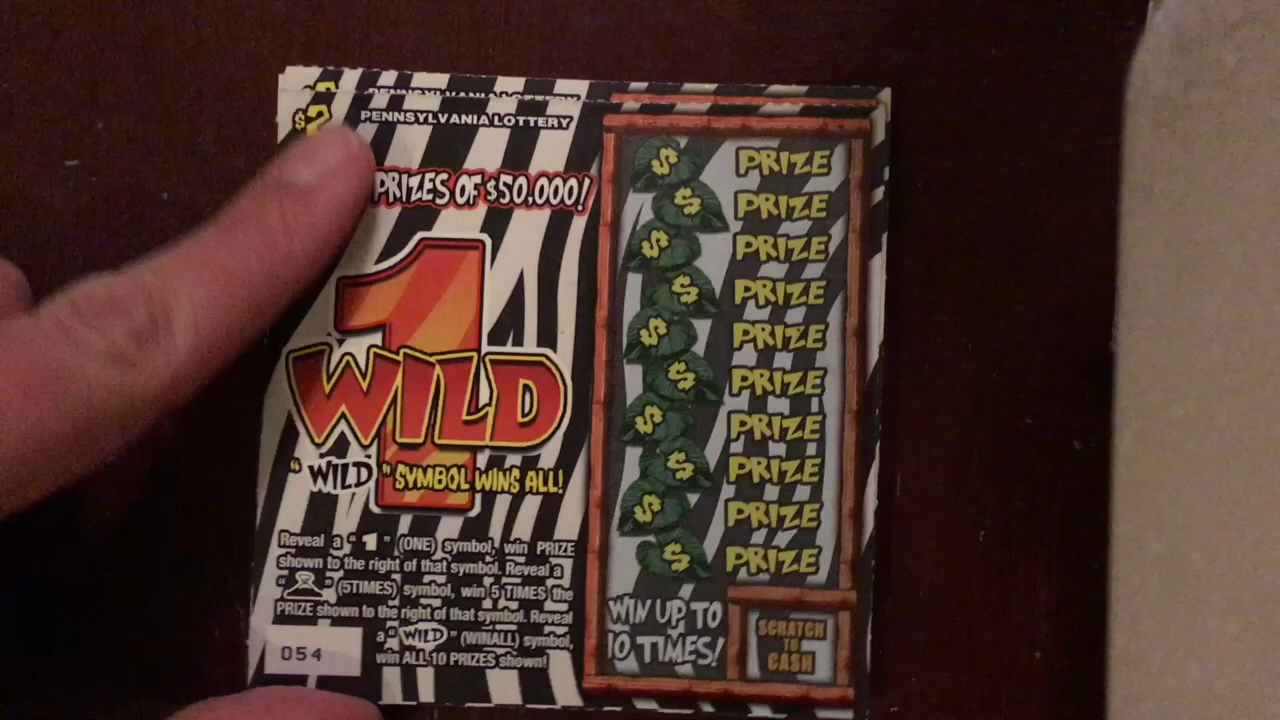 PENNSYLVANIA LOTTERY
$2
PENNSYLVANIA LOTTERY
PRIZES OF $50,000!
1
WILD
"WILD" SYMBOL WINS ALL!
Reveal a "1" (ONE) symbol, win PRIZE
shown to the right of that symbol. Reveal a
" " (5TIMES) symbol, win 5 TIMES the
PRIZE shown to the right of that symbol. Reveal
a "WILD" (WINALL) symbol,
win ALL 10 PRIZES shown!
054
$ PRIZE
$ PRIZE
$ PRIZE
$ PRIZE
$ PRIZE
$ PRIZE
$ PRIZE
$ PRIZE
$ PRIZE
$ PRIZE
WIN UP TO
10 TIMES!
SCRATCH
TO
CASH